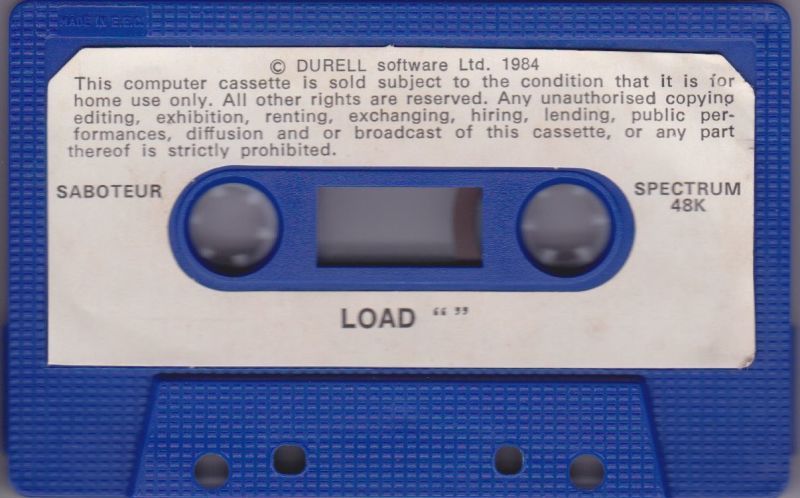 MADE IN E.E.C.
© DURELL software Ltd. 1984
This computer cassette is sold subject to the condition that it is for
home use only. All other rights are reserved. Any unauthorised copying
editing, exhibition, renting, exchanging, hiring, lending, public per-
formances, diffusion and or broadcast of this cassette, or any part
thereof is strictly prohibited.
SABOTEUR
SPECTRUM
48K
LOAD “ ”